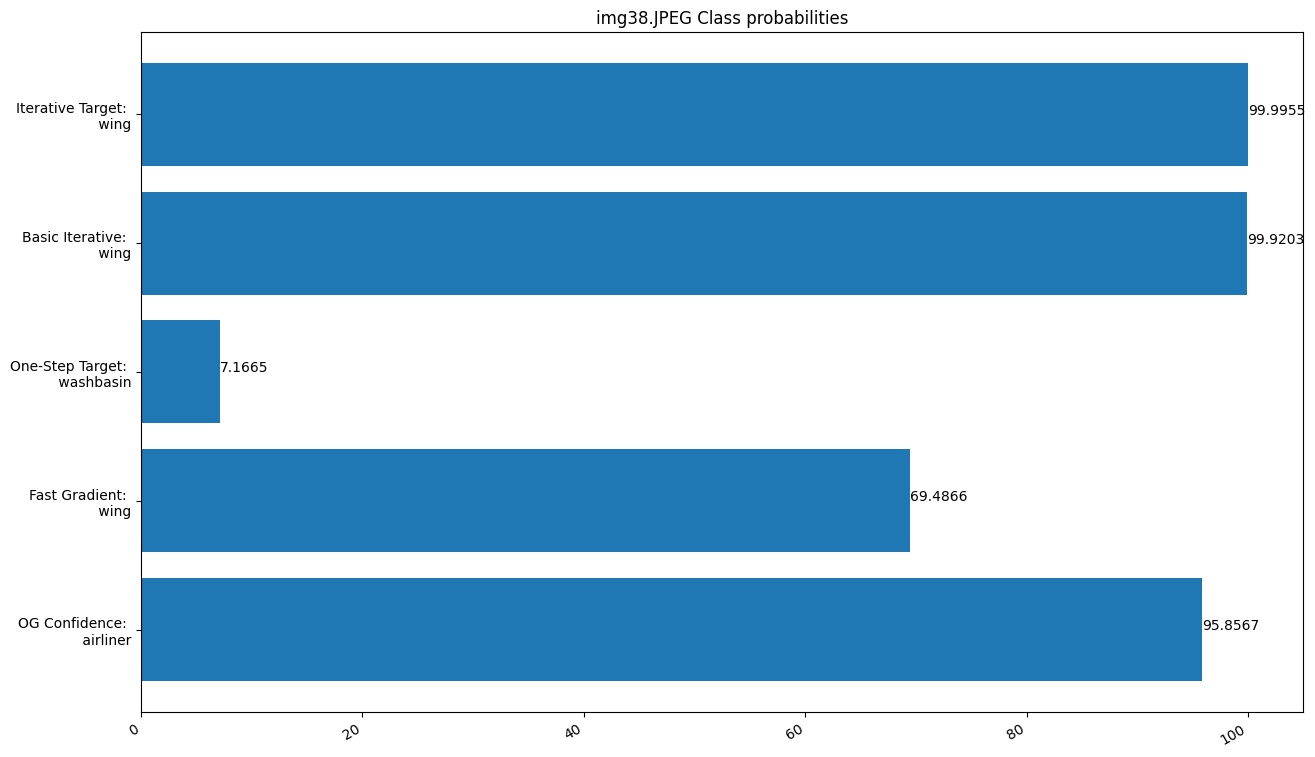 img38.JPEG Class probabilities
Iterative Target:
wing
99.9955
Basic Iterative:
wing
99.9203
One-Step Target:
washbasin
7.1665
Fast Gradient:
wing
69.4866
OG Confidence:
airliner
95.8567
0
20
40
60
80
100